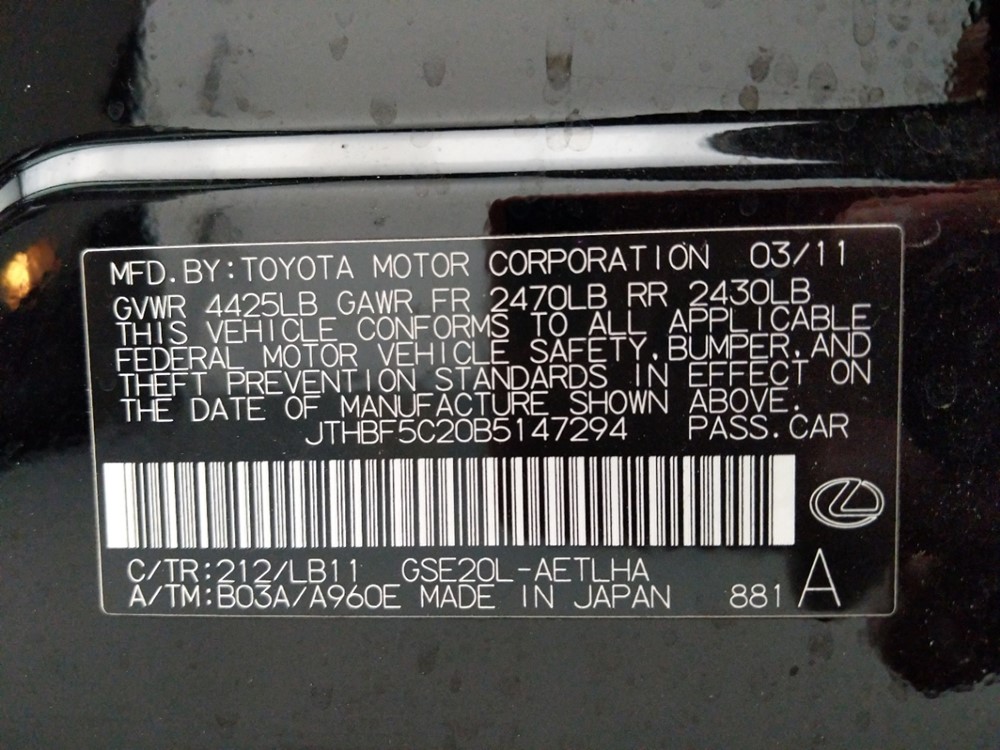 MFD.BY:TOYOTA MOTOR CORPORATION 03/11
GVWR 4425LB GAWR FR 2470LB RR 2430LB
THIS VEHICLE CONFORMS TO ALL APPLICABLE
FEDERAL MOTOR VEHICLE SAFETY,BUMPER,AND
THEFT PREVENTION STANDARDS IN EFFECT ON
THE DATE OF MANUFACTURE SHOWN ABOVE.
JTHBF5C20B5147294 PASS.CAR
C/TR:212/LB11 GSE20L-AETLHA
A/TM:B03A/A960E MADE IN JAPAN 881 A